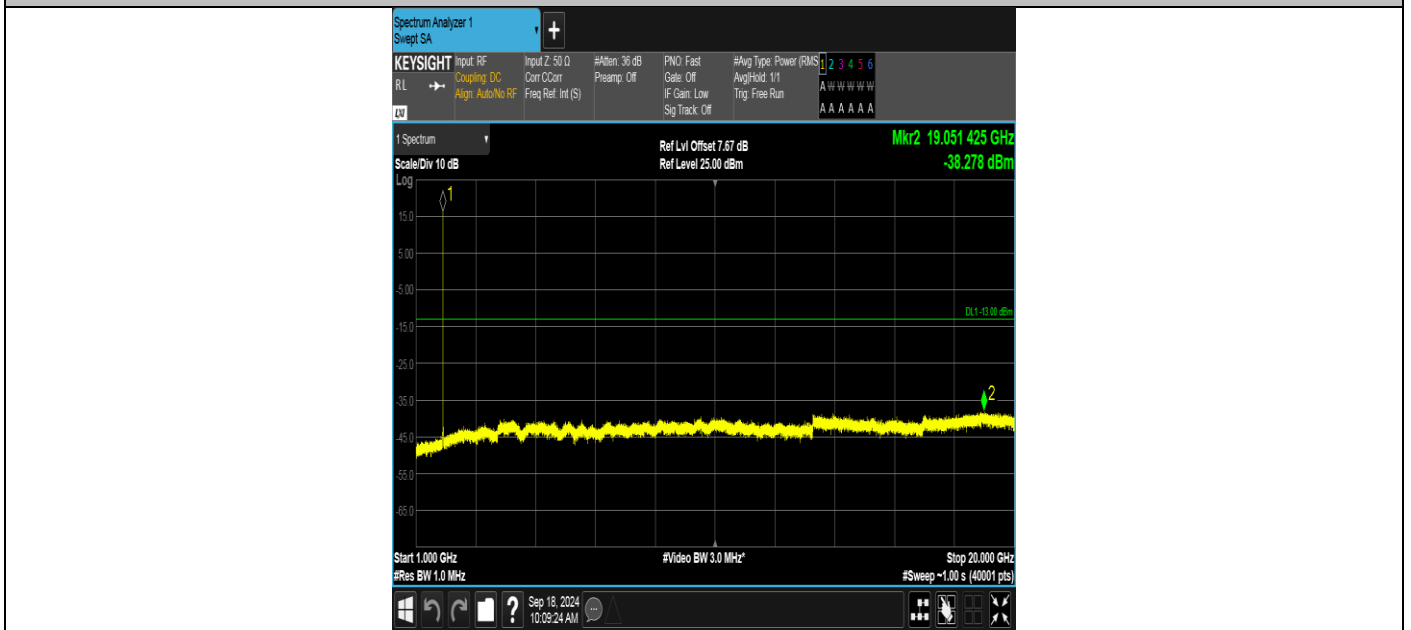 Spectrum Analyzer 1
Swept SA
+
KEYSIGHT
RL
LXI
Input: RF
Coupling: DC
Align: Auto/No RF
Input Z: 50 Ω
Corr CCorr
Freq Ref: Int (S)
#Atten: 36 dB
Preamp: Off
PNO: Fast
Gate: Off
IF Gain: Low
Sig Track: Off
#Avg Type: Power (RMS
Avg|Hold: 1/1
Trig: Free Run
1 2 3 4 5 6
A W W W W W
A A A A A A
1 Spectrum
Scale/Div 10 dB
Ref Lvl Offset 7.67 dB
Ref Level 25.00 dBm
Mkr2 19.051 425 GHz
-38.278 dBm
Log
1
15.0
5.00
-5.00
DL1 -13.00 dBm
-15.0
-25.0
2
-35.0
-45.0
-55.0
-65.0
Start 1.000 GHz
#Video BW 3.0 MHz*
Stop 20.000 GHz
#Res BW 1.0 MHz
#Sweep ~1.00 s (40001 pts)
?
Sep 18, 2024
10:09:24 AM